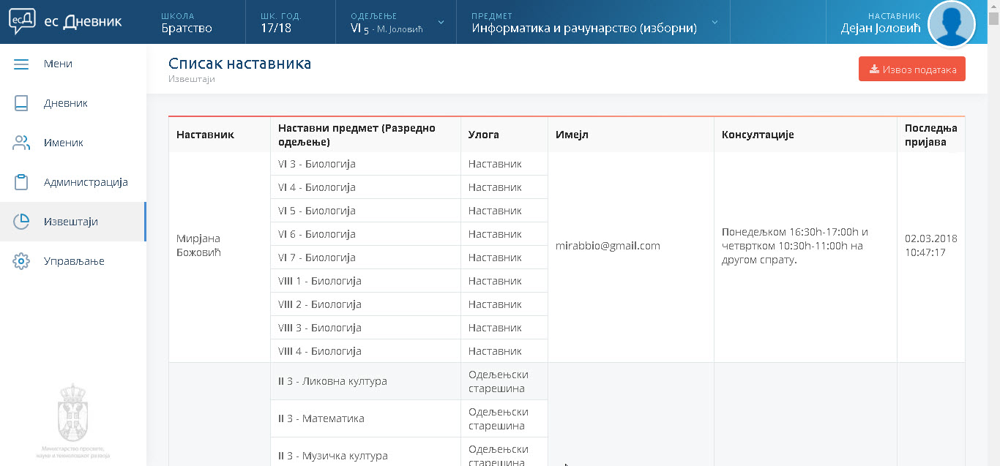 есД
ес Дневник
ШКОЛА
Братство
ШК. ГОД.
17/18
ОДЕЉЕЊЕ
VI 5 - М. Јоловић
ПРЕДМЕТ
Информатика и рачунарство (изборни)
НАСТАВНИК
Дејан Јоловић
Мени
Дневник
Именик
Администрација
Извештаји
Управљање
Министарство просвете,
науке и технолошког развоја
Списак наставника
Извештаји
Извоз података
Наставник
Наставни предмет (Разредно
одељење)
Улога
Имејл
Консултације
Последња
пријава
Мирјана
Божовић
VI 3 - Биологија
Наставник
VI 4 - Биологија
Наставник
VI 5 - Биологија
Наставник
VI 6 - Биологија
Наставник
VI 7 - Биологија
Наставник
VIII 1 - Биологија
Наставник
VIII 2 - Биологија
Наставник
VIII 3 - Биологија
Наставник
VIII 4 - Биологија
Наставник
mirabbio@gmail.com
Понедељком 16:30h-17:00h и
четвртком 10:30h-11:00h на
другом спрату.
02.03.2018
10:47:17
II 3 - Ликовна култура
Одељењски
старешина
II 3 - Математика
Одељењски
старешина
II 3 - Музичка култура
Одељењски
старешина